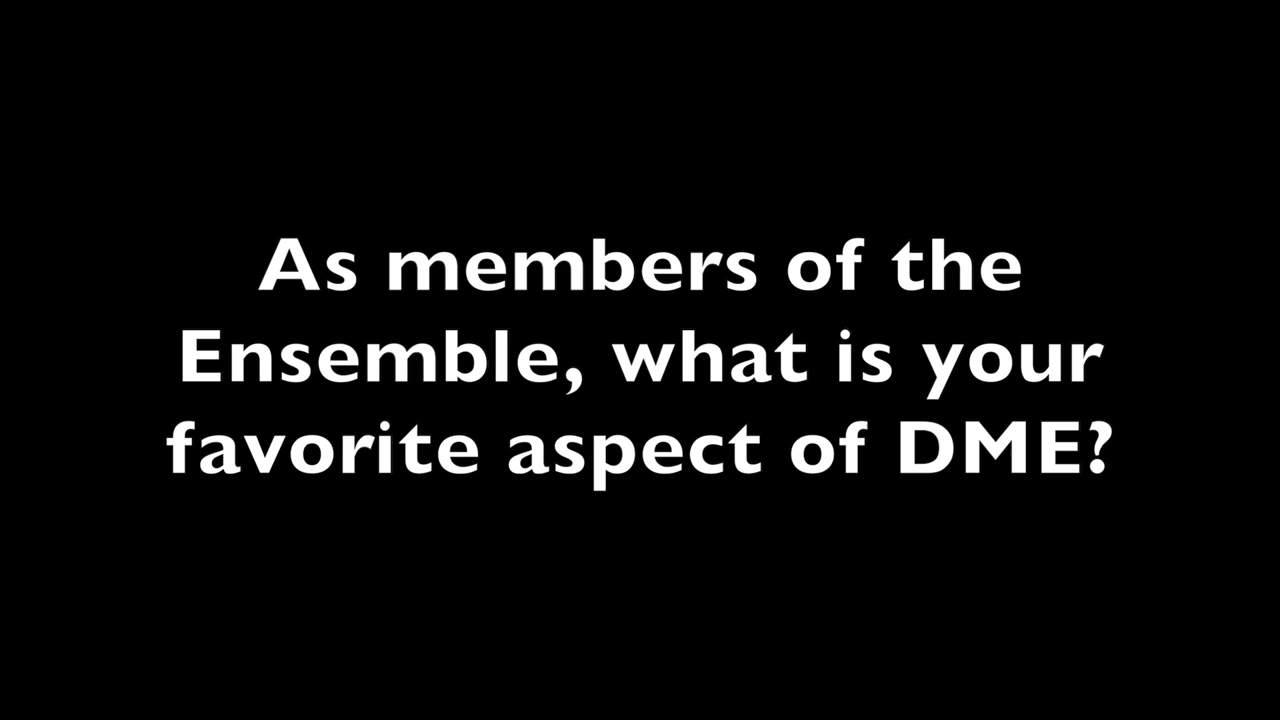 As members of the
Ensemble, what is your
favorite aspect of DME?